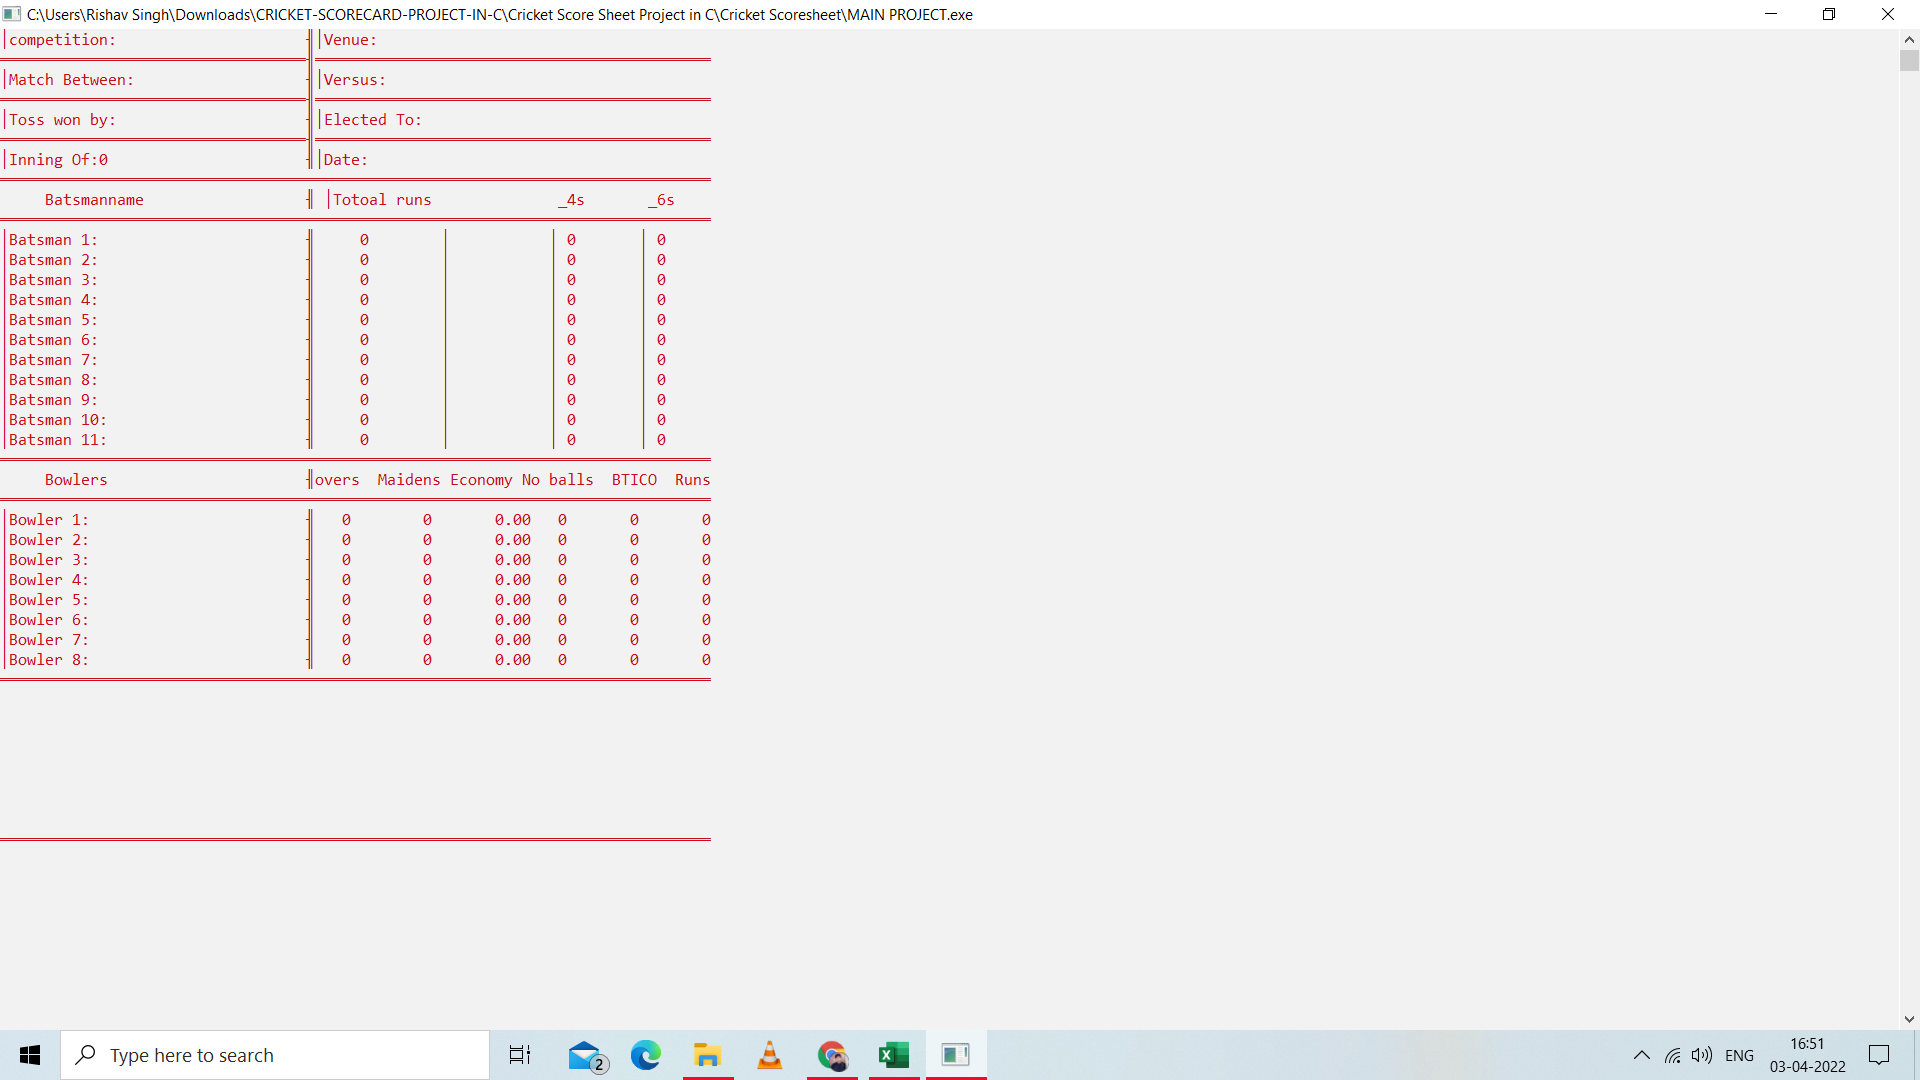 C:\Users\Rishav Singh\Downloads\CRICKET-SCORECARD-PROJECT-IN-C\Cricket Score Sheet Project in C\Cricket Scoresheet\MAIN PROJECT.exe
competition: Venue:
Match Between: Versus:
Toss won by: Elected To:
Inning Of:0 Date:
Batsmanname Totoal runs _4s _6s
Batsman 1: 0 0 0
Batsman 2: 0 0 0
Batsman 3: 0 0 0
Batsman 4: 0 0 0
Batsman 5: 0 0 0
Batsman 6: 0 0 0
Batsman 7: 0 0 0
Batsman 8: 0 0 0
Batsman 9: 0 0 0
Batsman 10: 0 0 0
Batsman 11: 0 0 0
Bowlers overs Maidens Economy No balls BTICO Runs
Bowler 1: 0 0 0.00 0 0 0
Bowler 2: 0 0 0.00 0 0 0
Bowler 3: 0 0 0.00 0 0 0
Bowler 4: 0 0 0.00 0 0 0
Bowler 5: 0 0 0.00 0 0 0
Bowler 6: 0 0 0.00 0 0 0
Bowler 7: 0 0 0.00 0 0 0
Bowler 8: 0 0 0.00 0 0 0
Type here to search
2
ENG
16:51
03-04-2022